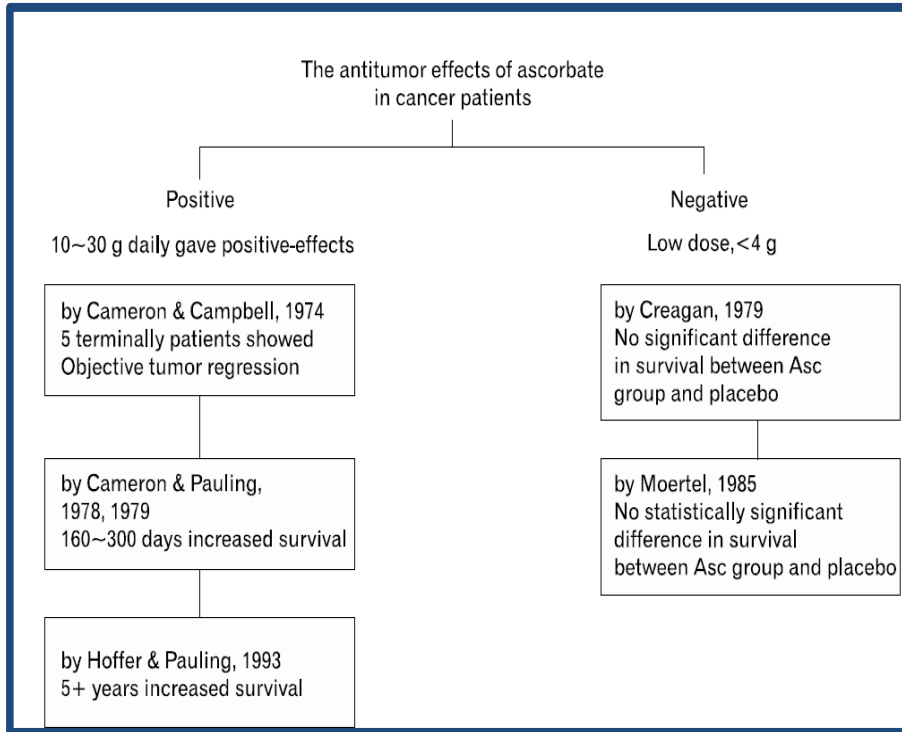 The antitumor effects of ascorbate
in cancer patients
Positive
10~30 g daily gave positive-effects
by Cameron & Campbell, 1974
5 terminally patients showed
Objective tumor regression
by Cameron & Pauling,
1978, 1979
160~300 days increased survival
by Hoffer & Pauling, 1993
5+ years increased survival
Negative
Low dose,<4 g
by Creagan, 1979
No significant difference
in survival between Asc
group and placebo
by Moertel, 1985
No statistically significant
difference in survival
between Asc group and placebo